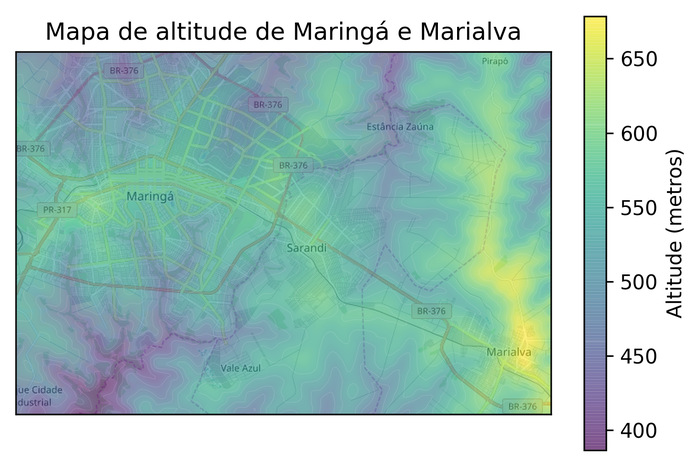 Mapa de altitude de Maringá e Marialva
BR-376
Pirapó
BR-376
Estância Zaúna
BR-376
BR-376
Maringá
PR-317
Sarandi
BR-376
Marialva
Vale Azul
ue Cidade
dustrial
BR-376
650
600
550
500
450
400
Altitude (metros)